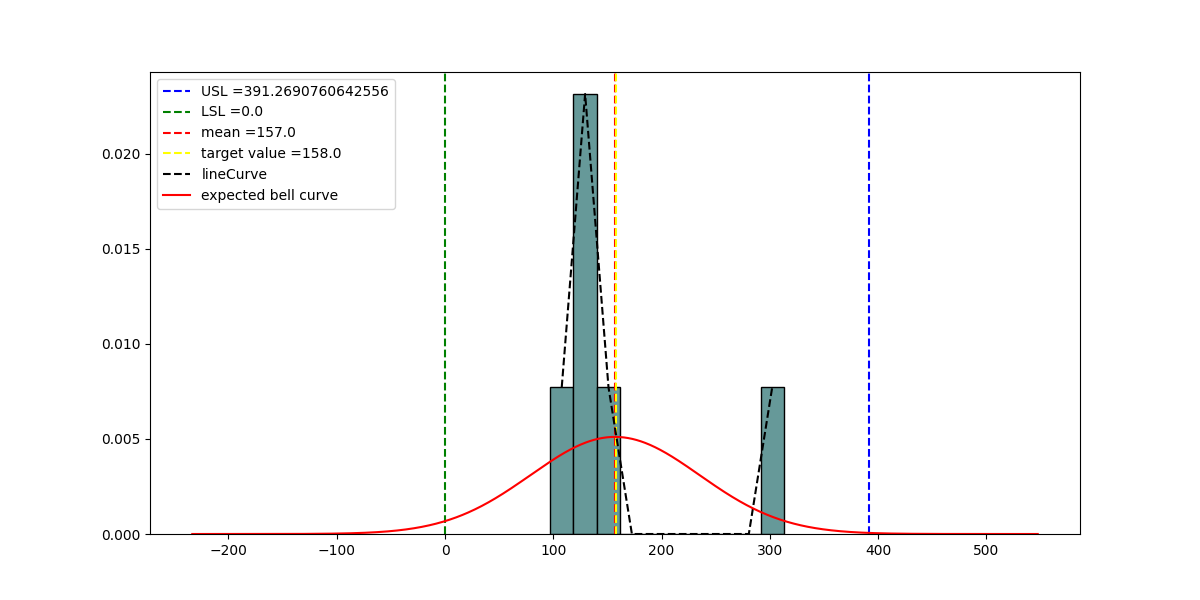 USL =391.2690760642556
LSL =0.0
mean =157.0
target value =158.0
lineCurve
expected bell curve
0.020
0.015
0.010
0.005
0.000
−200 −100 0 100 200 300 400 500